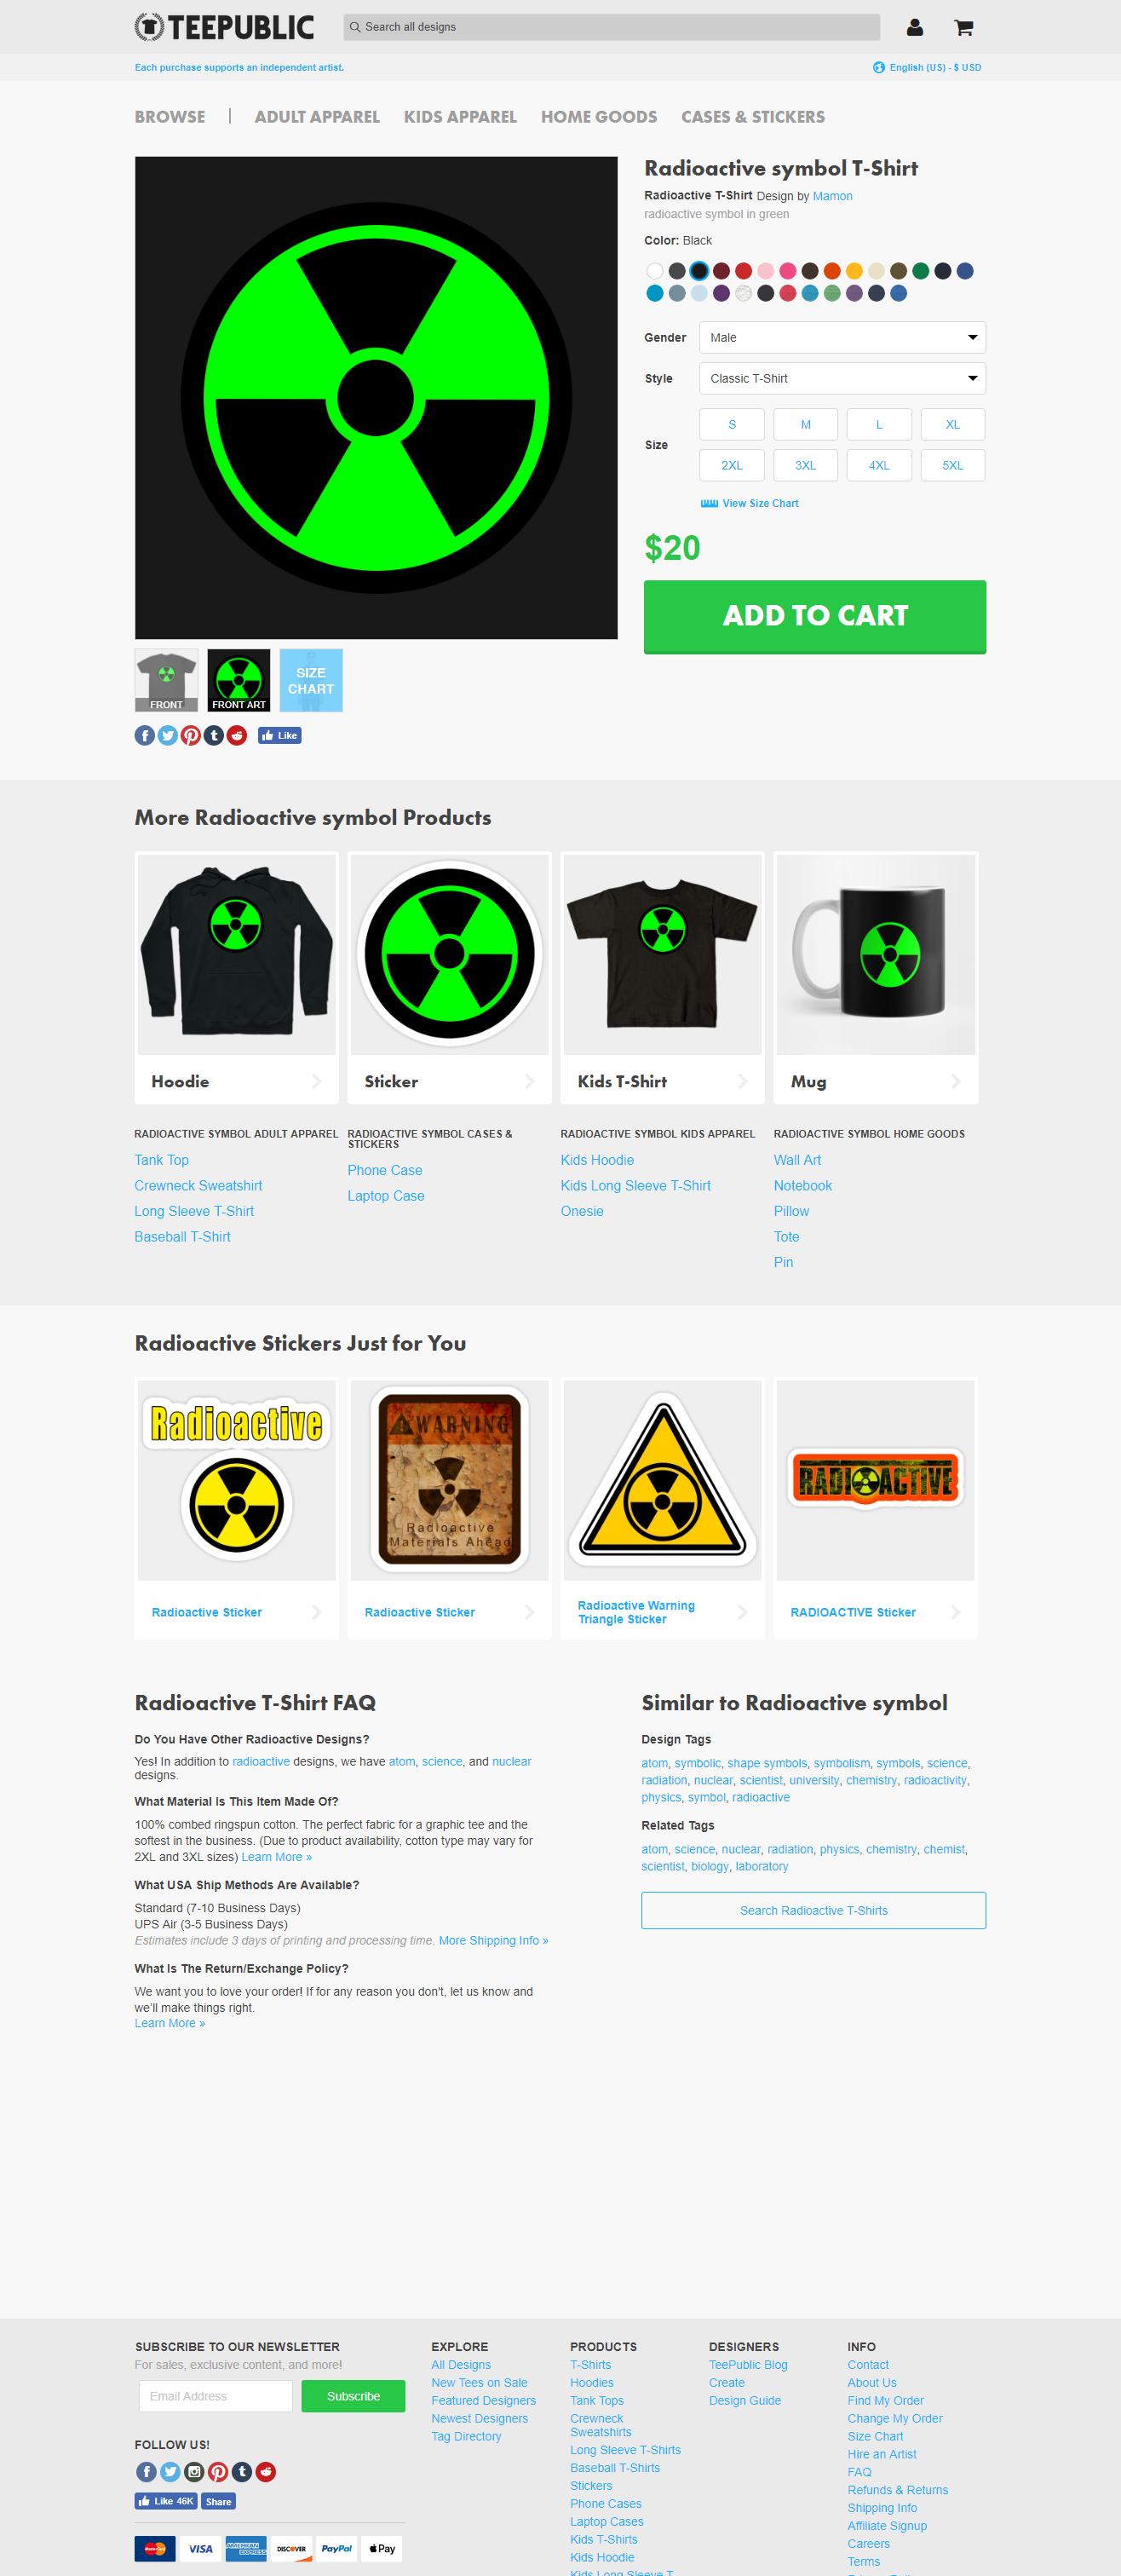 TEEPUBLIC
Search all designs
Each purchase supports an independent artist.
English (US) - $ USD
BROWSE | ADULT APPAREL KIDS APPAREL HOME GOODS CASES & STICKERS
Radioactive symbol T-Shirt
Radioactive T-Shirt Design by Mamon
radioactive symbol in green
Color: Black
Gender Male
Style Classic T-Shirt
Size
S M L XL
2XL 3XL 4XL 5XL
View Size Chart
$20
ADD TO CART
FRONT
FRONT ART
SIZE
CHART
Like
More Radioactive symbol Products
Hoodie
Sticker
Kids T-Shirt
Mug
RADIOACTIVE SYMBOL ADULT APPAREL
Tank Top
Crewneck Sweatshirt
Long Sleeve T-Shirt
Baseball T-Shirt
RADIOACTIVE SYMBOL CASES &
STICKERS
Phone Case
Laptop Case
RADIOACTIVE SYMBOL KIDS APPAREL
Kids Hoodie
Kids Long Sleeve T-Shirt
Onesie
RADIOACTIVE SYMBOL HOME GOODS
Wall Art
Notebook
Pillow
Tote
Pin
Radioactive Stickers Just for You
Radioactive
WARNING
Radioactive
Materials Ahead
RADIOACTIVE
Radioactive Sticker
Radioactive Sticker
Radioactive Warning
Triangle Sticker
RADIOACTIVE Sticker
Radioactive T-Shirt FAQ
Do You Have Other Radioactive Designs?
Yes! In addition to radioactive designs, we have atom, science, and nuclear
designs.
What Material Is This Item Made Of?
100% combed ringspun cotton. The perfect fabric for a graphic tee and the
softest in the business. (Due to product availability, cotton type may vary for
2XL and 3XL sizes) Learn More »
What USA Ship Methods Are Available?
Standard (7-10 Business Days)
UPS Air (3-5 Business Days)
Estimates include 3 days of printing and processing time. More Shipping Info »
What Is The Return/Exchange Policy?
We want you to love your order! If for any reason you don't, let us know and
we'll make things right.
Learn More »
Similar to Radioactive symbol
Design Tags
atom, symbolic, shape symbols, symbolism, symbols, science,
radiation, nuclear, scientist, university, chemistry, radioactivity,
physics, symbol, radioactive
Related Tags
atom, science, nuclear, radiation, physics, chemistry, chemist,
scientist, biology, laboratory
Search Radioactive T-Shirts
SUBSCRIBE TO OUR NEWSLETTER
For sales, exclusive content, and more!
Email Address
Subscribe
FOLLOW US!
Like 46K
Share
MasterCard
VISA
AMERICAN EXPRESS
DISCOVER
PayPal
Pay
EXPLORE
All Designs
New Tees on Sale
Featured Designers
Newest Designers
Tag Directory
PRODUCTS
T-Shirts
Hoodies
Tank Tops
Crewneck
Sweatshirts
Long Sleeve T-Shirts
Baseball T-Shirts
Stickers
Phone Cases
Laptop Cases
Kids T-Shirts
Kids Hoodie
Kids Long Sleeve T
DESIGNERS
TeePublic Blog
Create
Design Guide
INFO
Contact
About Us
Find My Order
Change My Order
Size Chart
Hire an Artist
FAQ
Refunds & Returns
Shipping Info
Affiliate Signup
Careers
Terms